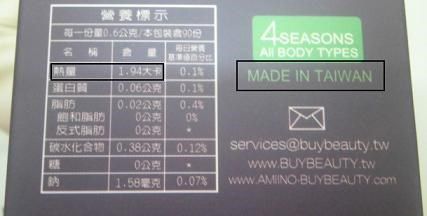 營養標示
每一份量0.6公克/本包裝含90份
名稱 含量 每日營養基準值百分比
熱量 1.94大卡 0.1%
蛋白質 0.06公克 0.1%
脂肪 0.02公克 0.4%
飽和脂肪 0公克 0%
反式脂肪 0公克 *
碳水化合物 0.38公克 0.12%
糖 0公克 *
鈉 1.58毫克 0.07%
4SEASONS
All BODY TYPES
MADE IN TAIWAN
services@buybeauty.tw
www.BUYBEAUTY.tw
www.AMIINO-BUYBEAUTY.com